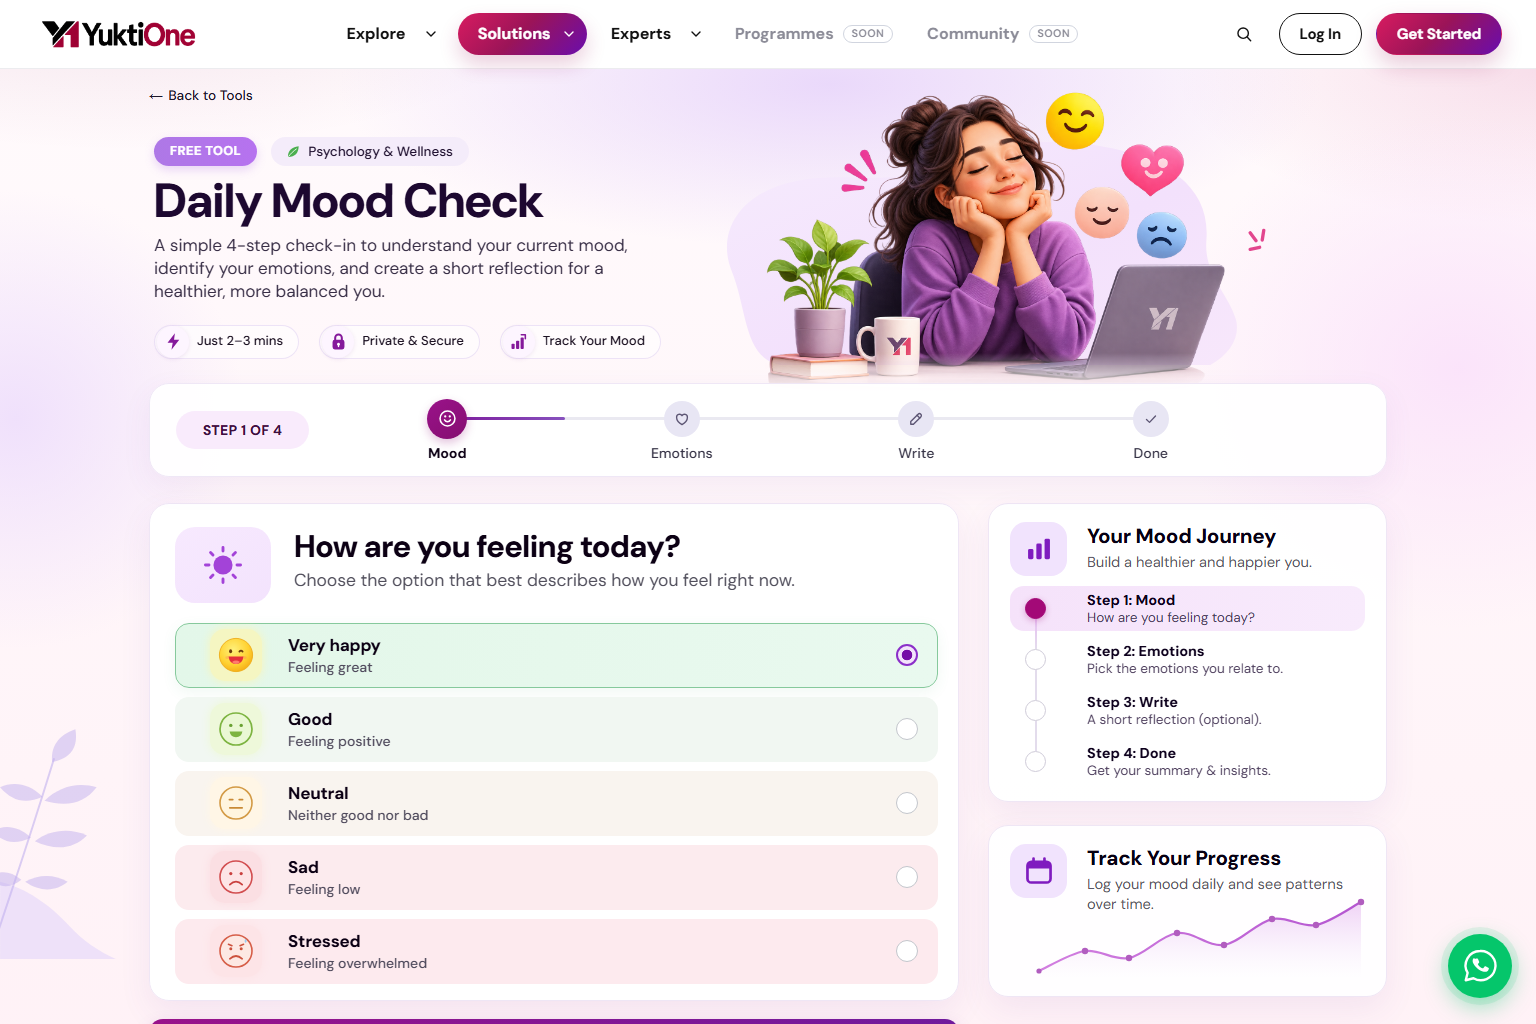 YuktiOne
Explore
Solutions
Experts
Programmes SOON
Community SOON
Log In
Get Started
← Back to Tools
FREE TOOL
Psychology & Wellness
Daily Mood Check
A simple 4-step check-in to understand your current mood,
identify your emotions, and create a short reflection for a
healthier, more balanced you.
Just 2–3 mins
Private & Secure
Track Your Mood
STEP 1 OF 4
Mood
Emotions
Write
Done
How are you feeling today?
Choose the option that best describes how you feel right now.
Very happy
Feeling great
Good
Feeling positive
Neutral
Neither good nor bad
Sad
Feeling low
Stressed
Feeling overwhelmed
Your Mood Journey
Build a healthier and happier you.
Step 1: Mood
How are you feeling today?
Step 2: Emotions
Pick the emotions you relate to.
Step 3: Write
A short reflection (optional).
Step 4: Done
Get your summary & insights.
Track Your Progress
Log your mood daily and see patterns
over time.